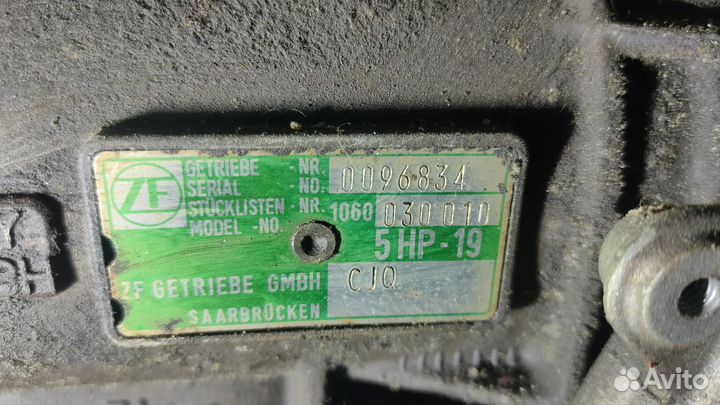 ZF
GETRIEBE -NR. 0096834
SERIAL -NO.
STÜCKLISTEN -NR. 1060 030 010
MODEL -NO.
5 HP - 19
ZF GETRIEBE GMBH CJQ
SAARBRÜCKEN
Avito